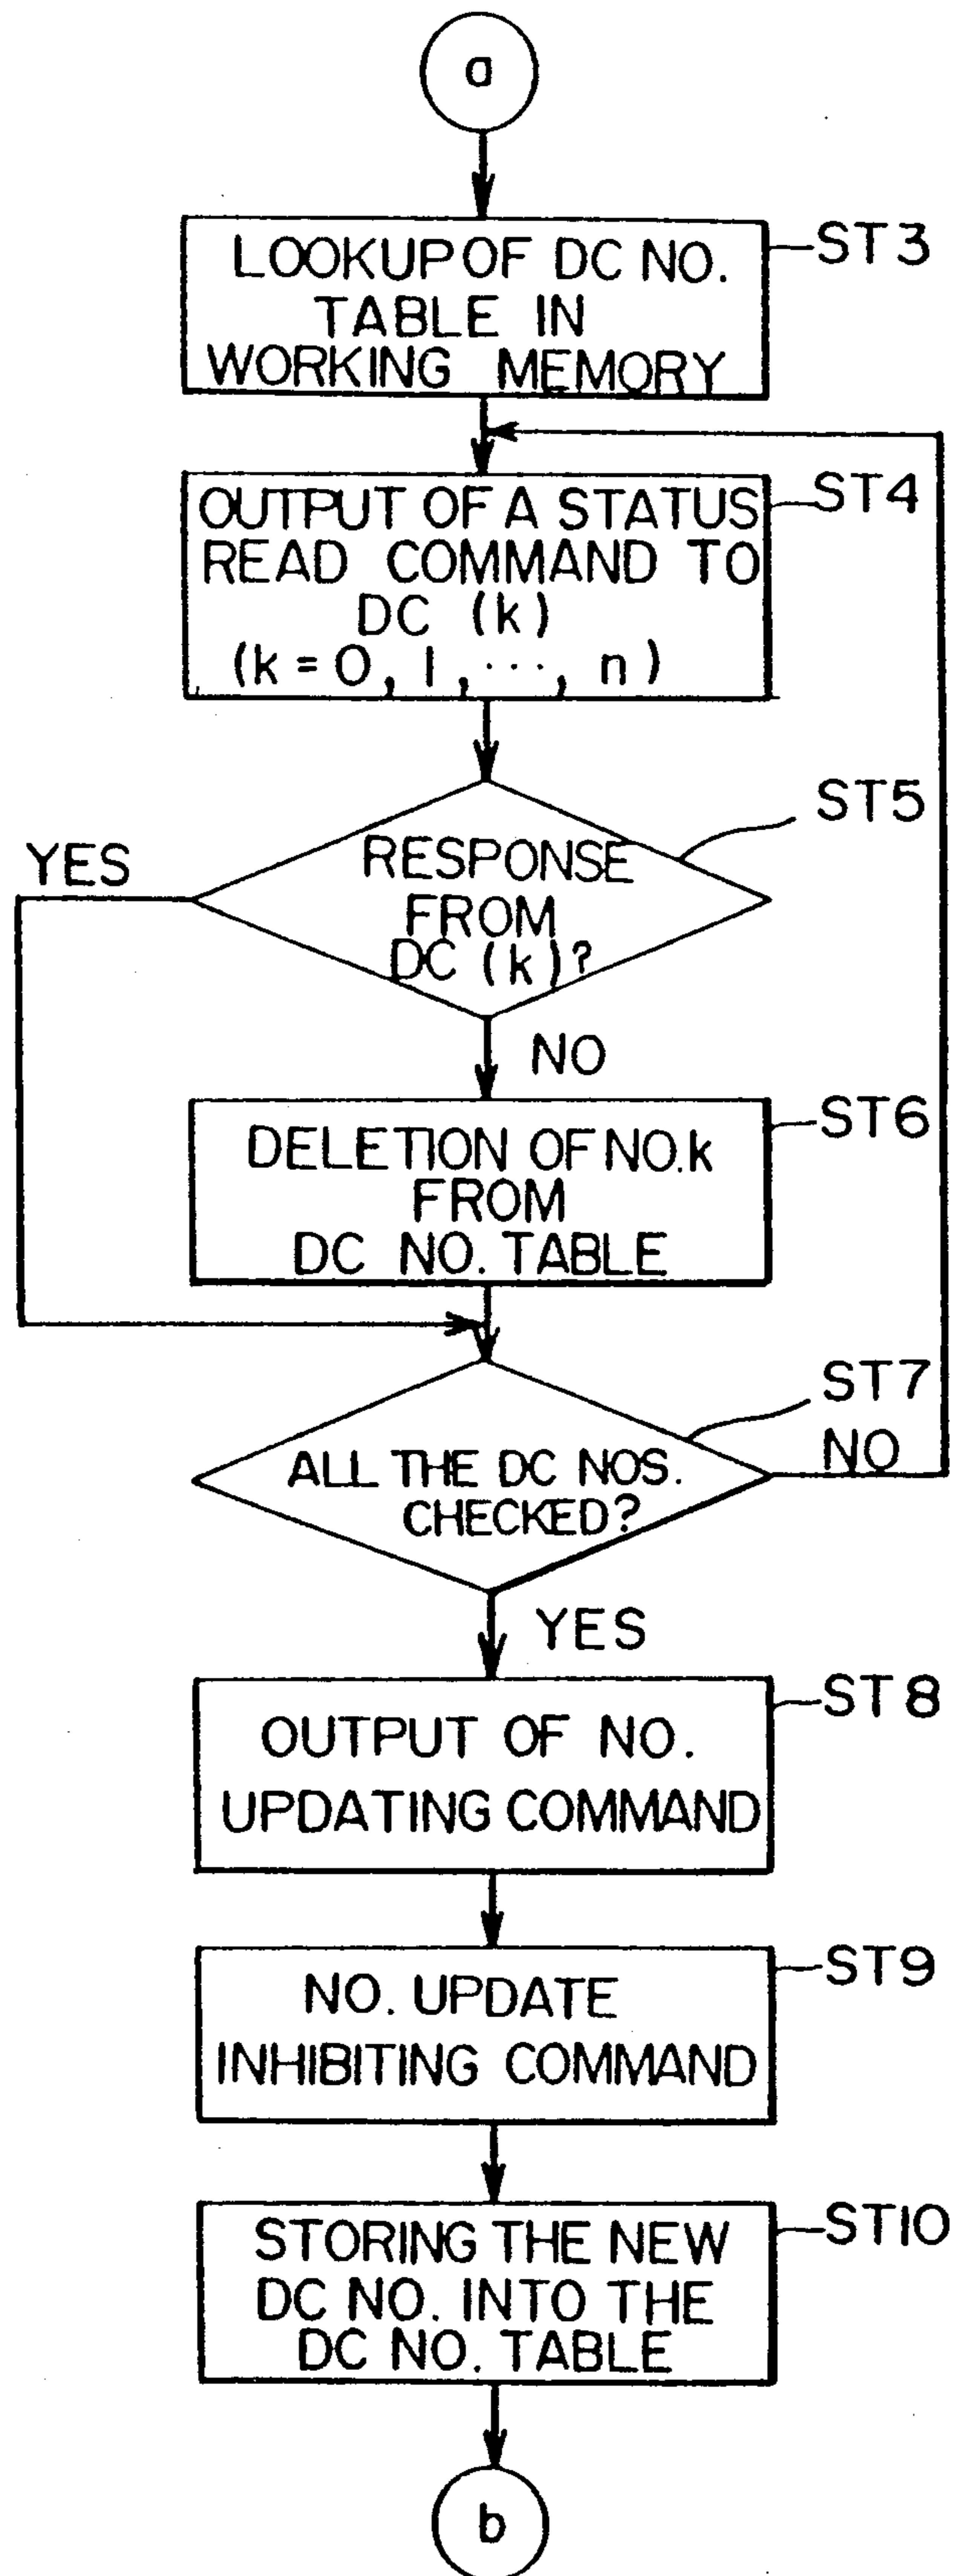 a
LOOKUP OF DC NO.
TABLE IN
WORKING MEMORY
ST3
OUTPUT OF A STATUS
READ COMMAND TO
DC (k)
(k = 0, 1, ···, n)
ST4
RESPONSE
FROM
DC (k)?
ST5
YES
NO
DELETION OF NO.k
FROM
DC NO. TABLE
ST6
ALL THE DC NOS.
CHECKED?
ST7
NO
YES
OUTPUT OF NO.
UPDATING COMMAND
ST8
NO. UPDATE
INHIBITING COMMAND
ST9
STORING THE NEW
DC NO. INTO THE
DC NO. TABLE
ST10
b